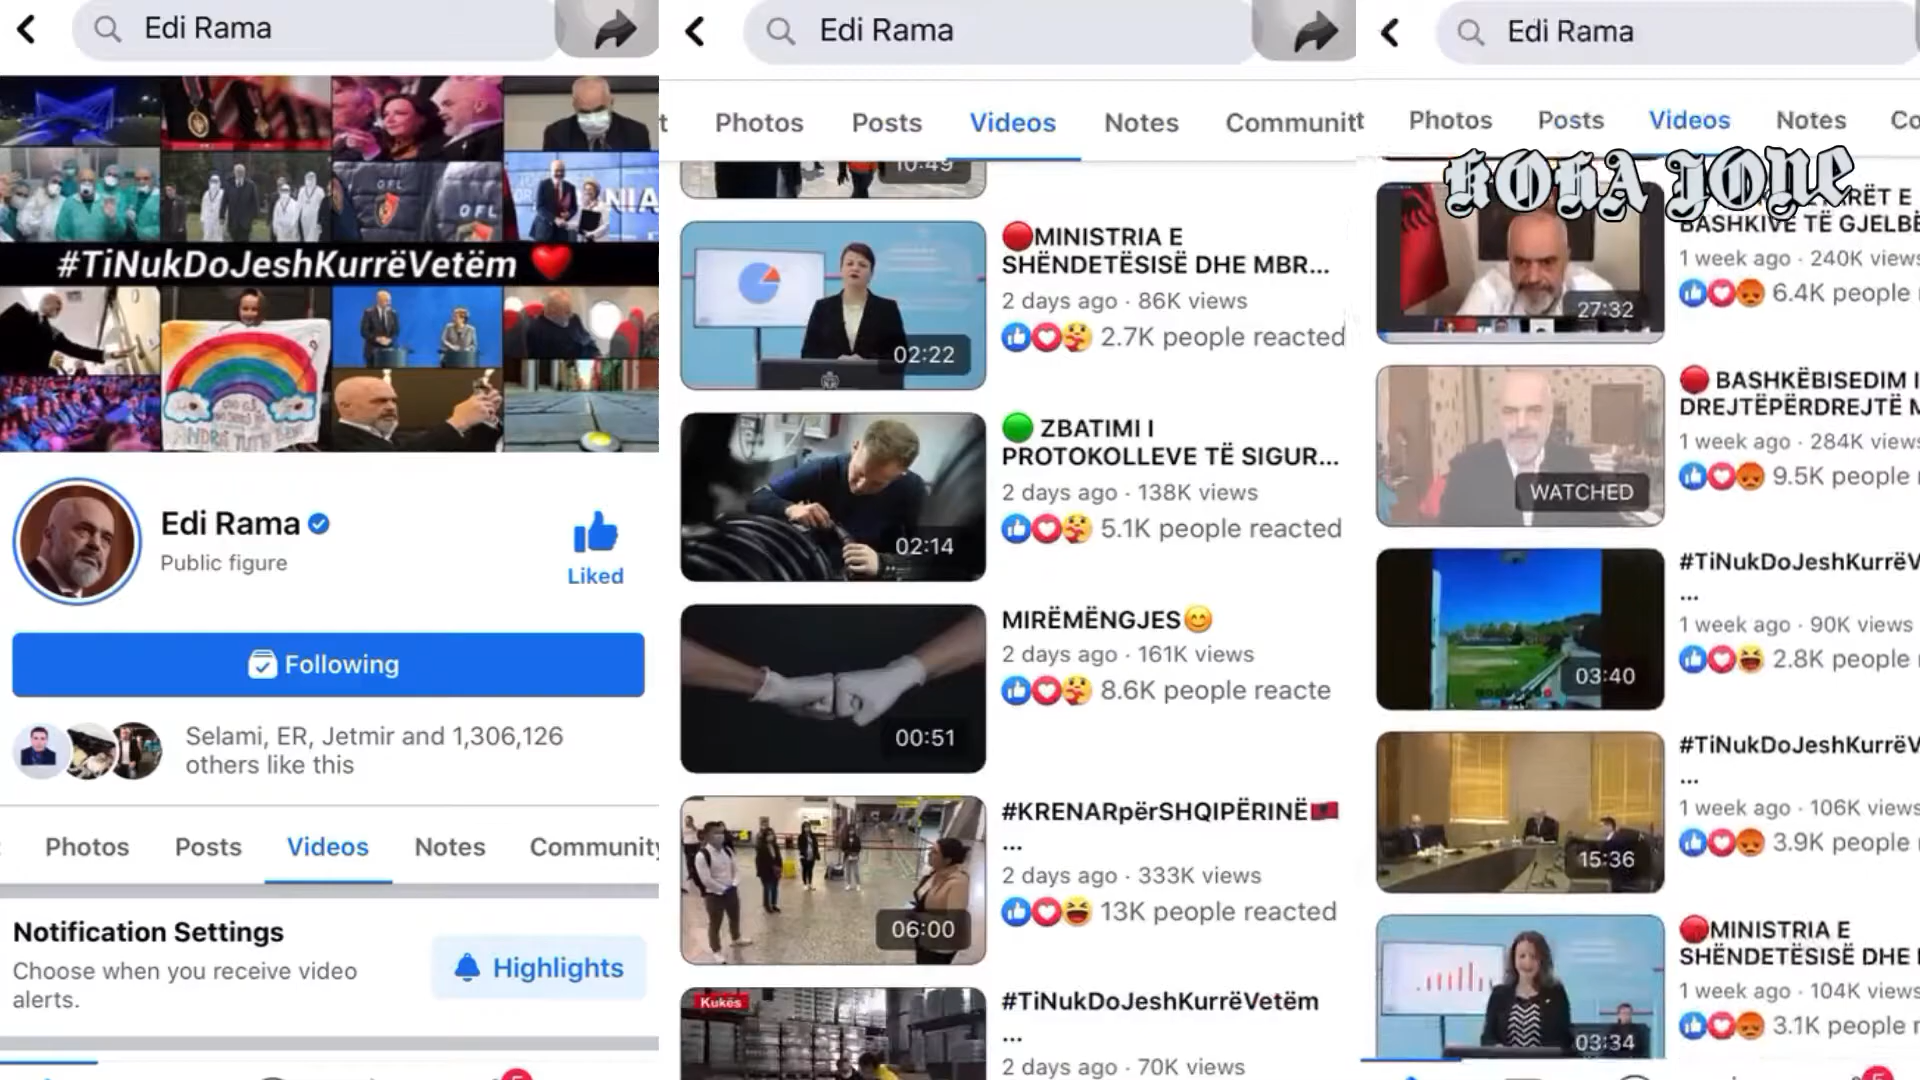 Edi Rama
#TiNukDoJeshKurrëVetëm
Edi Rama
Public figure
Liked
Following
Selami, ER, Jetmir and 1,306,126
others like this
Photos Posts Videos Notes Community
Notification Settings
Choose when you receive video
alerts.
Highlights
Edi Rama
Photos Posts Videos Notes Communit
10:49
MINISTRIA E
SHËNDETËSISË DHE MBR...
2 days ago · 86K views
2.7K people reacted
02:22
ZBATIMI I
PROTOKOLLEVE TË SIGUR...
2 days ago · 138K views
5.1K people reacted
02:14
MIRËMËNGJES
2 days ago · 161K views
8.6K people reacte
00:51
#KRENARpërSHQIPËRINË
...
2 days ago · 333K views
13K people reacted
06:00
Kukës
#TiNukDoJeshKurrëVetëm
...
2 days ago · 70K views
Edi Rama
Photos Posts Videos Notes Co
KOHA JONE
BASHKIVE TË GJELBË
1 week ago · 240K views
6.4K people
27:32
BASHKËBISEDIM I
DREJTËPËRDREJTË M
1 week ago · 284K views
9.5K people
WATCHED
#TiNukDoJeshKurrëV
...
1 week ago · 90K views
2.8K people
03:40
#TiNukDoJeshKurrëV
...
1 week ago · 106K views
3.9K people
15:36
MINISTRIA E
SHËNDETËSISË DHE
1 week ago · 104K views
3.1K people
03:34